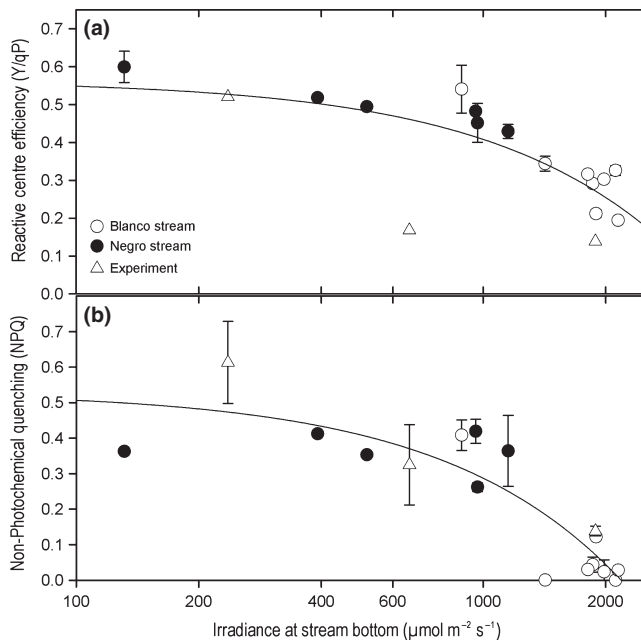 (a)
Reactive centre efficiency (Y/qP)
0.7
0.6
0.5
0.4
0.3
0.2
0.1
0.0
Blanco stream
Negro stream
Experiment
(b)
Non-Photochemical quenching (NPQ)
0.7
0.6
0.5
0.4
0.3
0.2
0.1
0.0
100 200 400 600 1000 2000
Irradiance at stream bottom (µmol m⁻² s⁻¹)